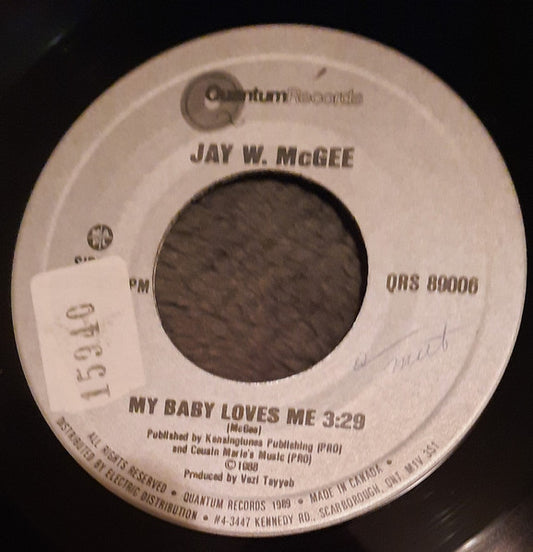 QuantumRecords
JAY W. McGEE
PM
QRS 89006
15340
MY BABY LOVES ME 3:29
(McGee)
Published by Kensingtunes Publishing (PRO)
and Cousin Marie's Music (PRO)
©1988
Produced by Vezi Tayyeb
ALL RIGHTS RESERVED • QUANTUM RECORDS 1989 • MADE IN CANADA •
DISTRIBUTED BY ELECTRIC DISTRIBUTION • #4-3447 KENNEDY RD., SCARBOROUGH, ONT. M1V 3S1